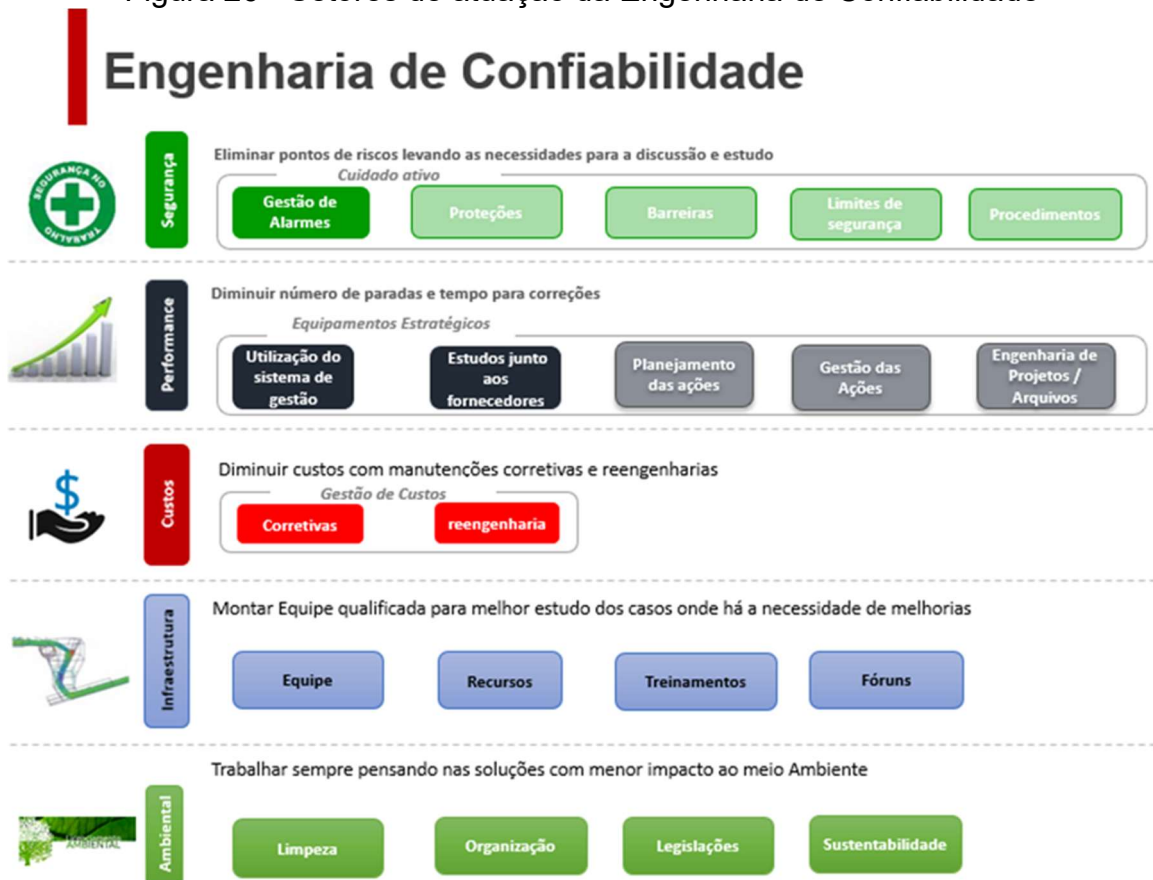 Engenharia de Confiabilidade
SEGURANÇA NO
TRABALHO
Segurança
Eliminar pontos de riscos levando as necessidades para a discussão e estudo
Cuidado ativo
Gestão de
Alarmes
Proteções
Barreiras
Limites de
segurança
Procedimentos
Performance
Diminuir número de paradas e tempo para correções
Equipamentos Estratégicos
Utilização do
sistema de
gestão
Estudos junto
aos
fornecedores
Planejamento
das ações
Gestão das
Ações
Engenharia de
Projetos /
Arquivos
$
Custos
Diminuir custos com manutenções corretivas e reengenharias
Gestão de Custos
Corretivas
reengenharia
Infraestrutura
Montar Equipe qualificada para melhor estudo dos casos onde há a necessidade de melhorias
Equipe
Recursos
Treinamentos
Fóruns
Ambiental
Trabalhar sempre pensando nas soluções com menor impacto ao meio Ambiente
AMBIENTAL
Limpeza
Organização
Legislações
Sustentabilidade